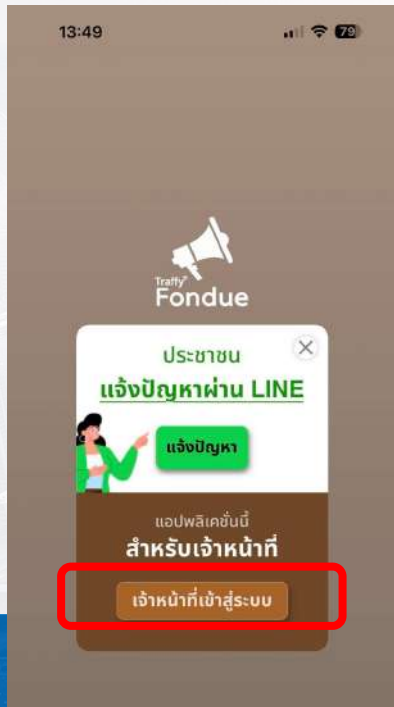 13:49
79
Traffy
Fondue
ประชาชน
แจ้งปัญหาผ่าน LINE
แจ้งปัญหา
แอปพลิเคชั่นนี้
สำหรับเจ้าหน้าที่
เจ้าหน้าที่เข้าสู่ระบบ